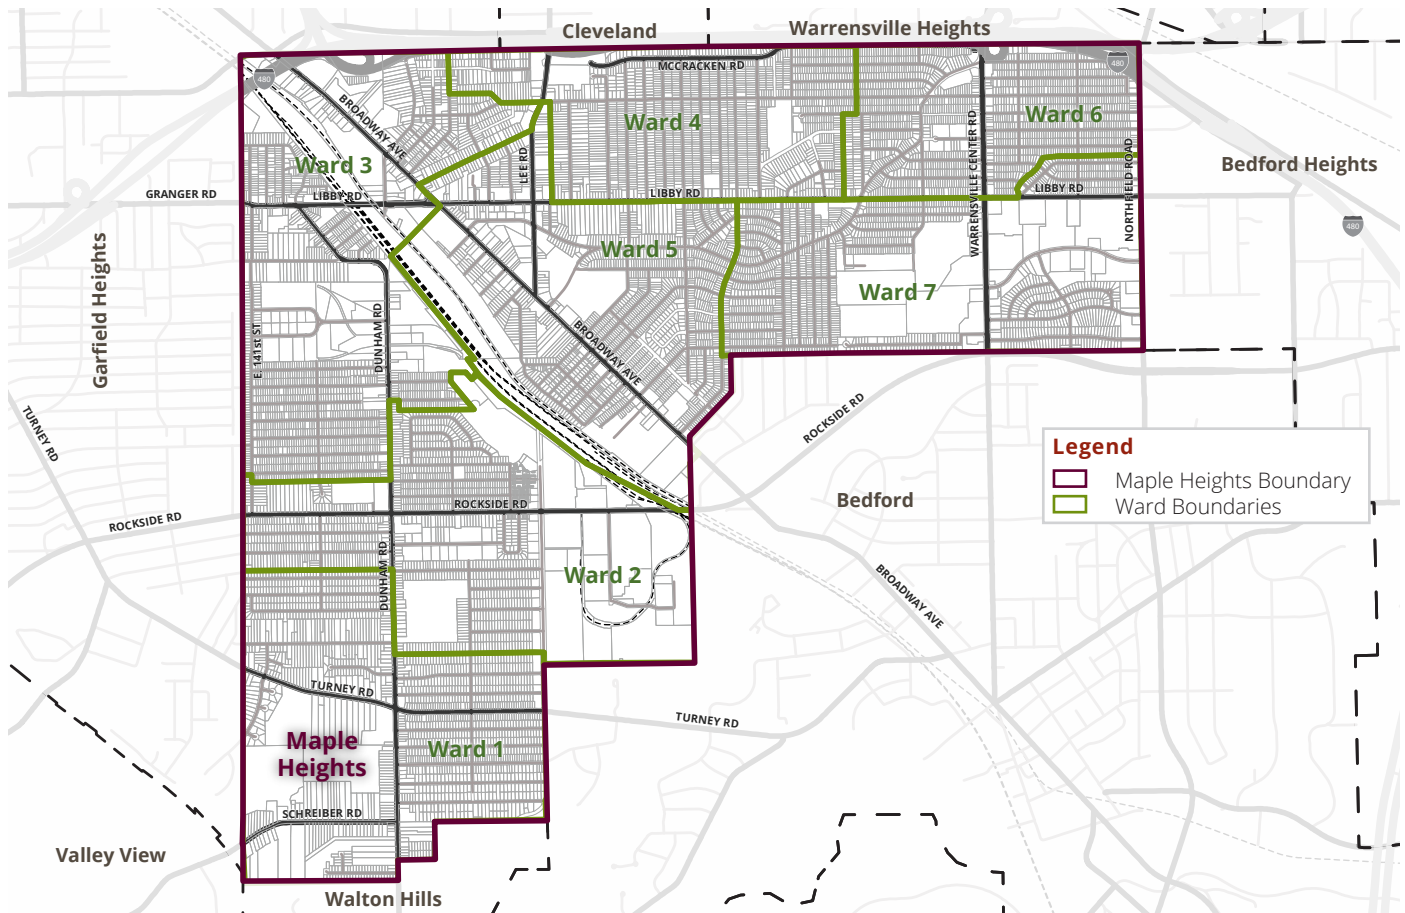 Cleveland
Warrensville Heights
480
MCCRACKEN RD
480
BROADWAY AVE
Ward 4
Ward 6
Ward 3
LEE RD
WARRENSVILLE CENTER RD
NORTHFIELD ROAD
Bedford Heights
GRANGER RD
LIBBY RD
LIBBY RD
LIBBY RD
480
Garfield Heights
Ward 5
Ward 7
E. 141st ST
DUNHAM RD
BROADWAY AVE
TURNEY RD
ROCKSIDE RD
Legend
Maple Heights Boundary
Ward Boundaries
Bedford
ROCKSIDE RD
ROCKSIDE RD
DUNHAM RD
Ward 2
BROADWAY AVE
TURNEY RD
TURNEY RD
Maple
Heights
Ward 1
SCHREIBER RD
Valley View
Walton Hills